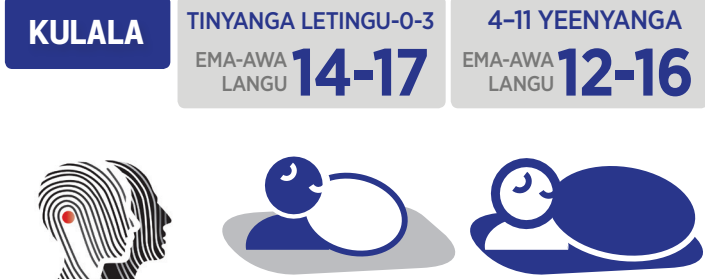 KULALA
TINYANGA LETINGU-0-3
EMA-AWA
LANGU
14-17
4–11 YEENYANGA
EMA-AWA
LANGU
12-16